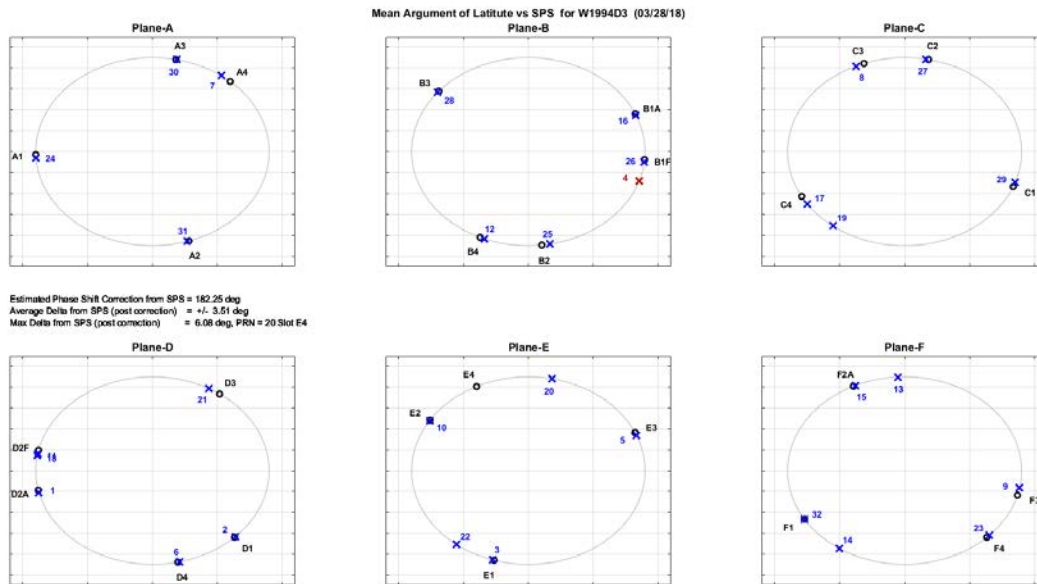 Mean Argument of Latitute vs SPS for W1994D3 (03/28/18)
Plane-A
Plane-B
Plane-C
A3
30
A4
7
A1
24
31
A2
B3
28
B1A
16
26
B1F
4
12
B4
25
B2
C3
8
C2
27
C4
17
19
29
C1
Estimated Phase Shift Correction from SPS = 182.25 deg
Average Delta from SPS (post correction) = +/- 3.51 deg
Max Delta from SPS (post correction) = 6.08 deg, PRN = 20 Slot E4
Plane-D
Plane-E
Plane-F
D3
21
D2F
18
D2A
1
2
D1
6
D4
E4
20
E2
10
E3
5
22
3
E1
F2A
15
13
9
F1
32
14
23
F4